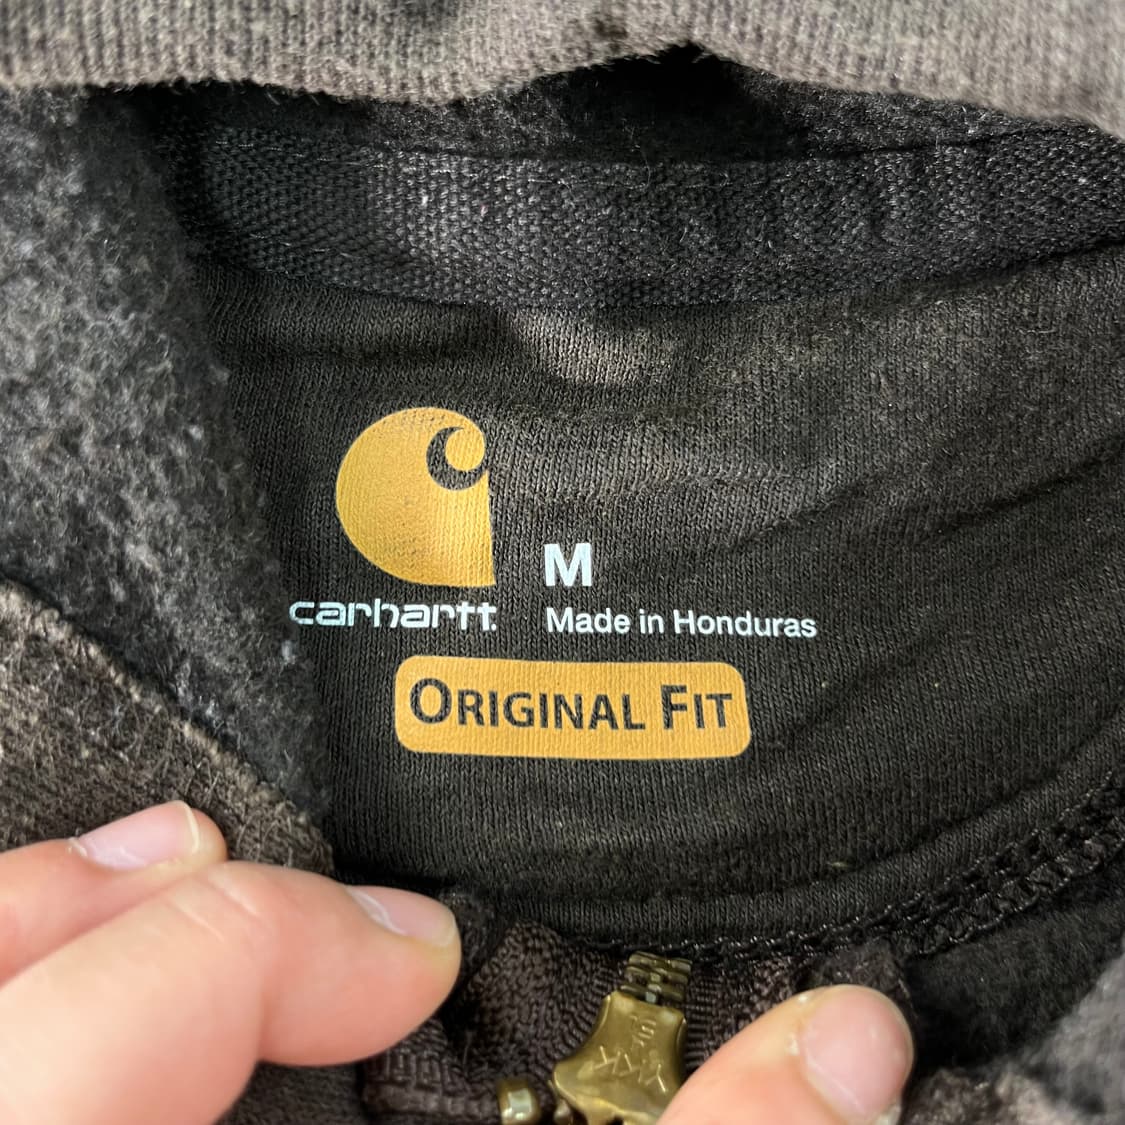 M
carhartt.
Made in Honduras
ORIGINAL FIT
YKK